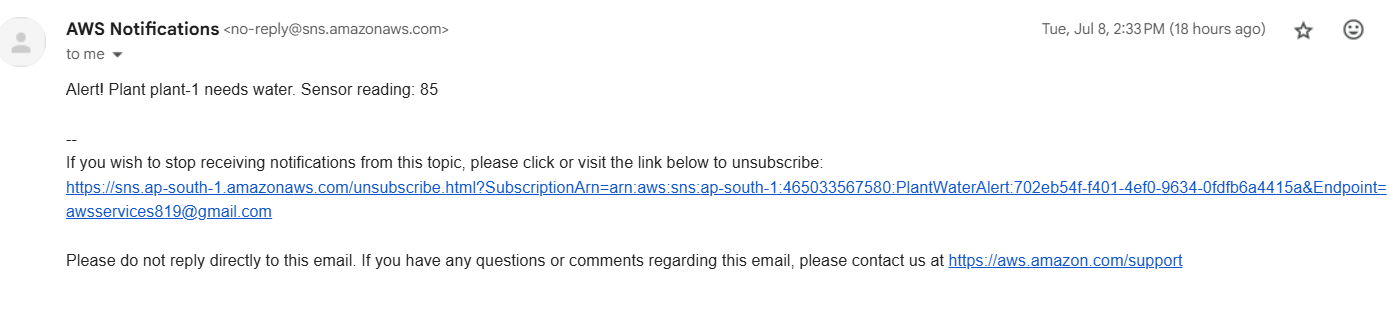 AWS Notifications <no-reply@sns.amazonaws.com> Tue, Jul 8, 2:33 PM (18 hours ago)
to me
Alert! Plant plant-1 needs water. Sensor reading: 85
--
If you wish to stop receiving notifications from this topic, please click or visit the link below to unsubscribe:
https://sns.ap-south-1.amazonaws.com/unsubscribe.html?SubscriptionArn=arn:aws:sns:ap-south-1:465033567580:PlantWaterAlert:702eb54f-f401-4ef0-9634-0fdfb6a4415a&Endpoint=
awsservices819@gmail.com
Please do not reply directly to this email. If you have any questions or comments regarding this email, please contact us at https://aws.amazon.com/support